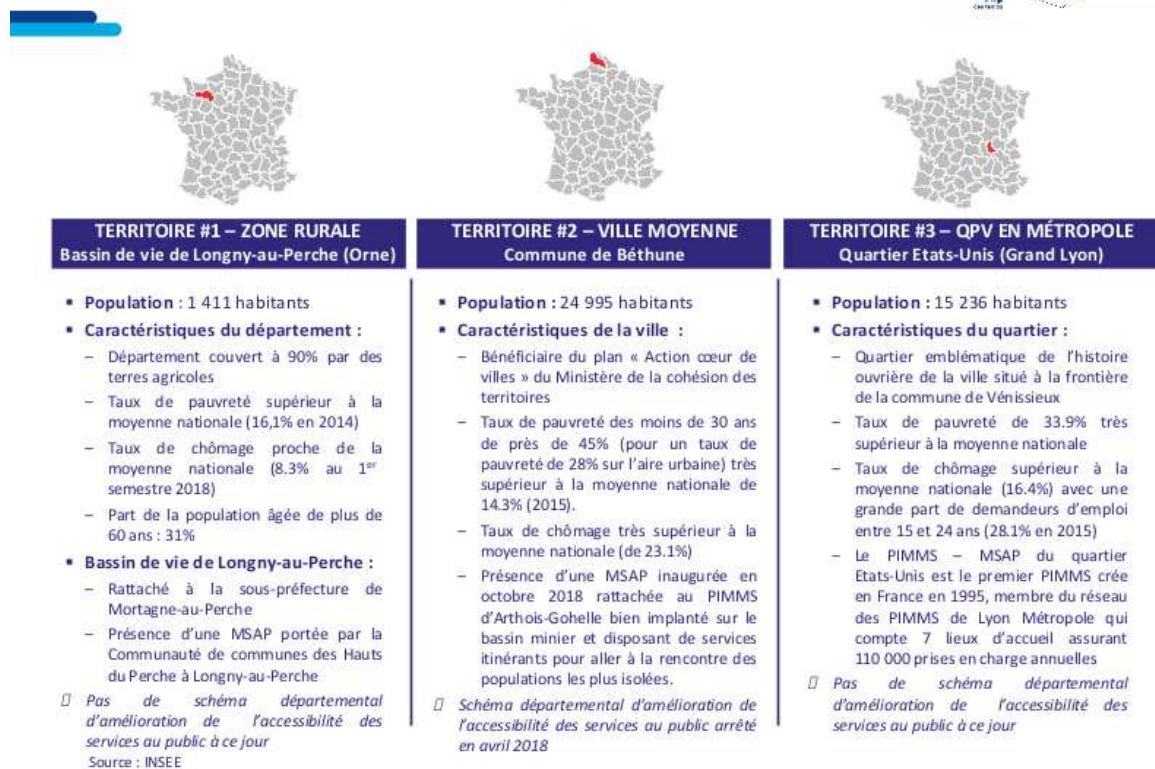 TERRITOIRE #1 – ZONE RURALE
Bassin de vie de Longny-au-Perche (Orne)
▪ Population : 1 411 habitants
▪ Caractéristiques du département :
– Département couvert à 90% par des
terres agricoles
– Taux de pauvreté supérieur à la
moyenne nationale (16,1% en 2014)
– Taux de chômage proche de la
moyenne nationale (8.3% au 1er
semestre 2018)
– Part de la population âgée de plus de
60 ans : 31%
▪ Bassin de vie de Longny-au-Perche :
– Rattaché à la sous-préfecture de
Mortagne-au-Perche
– Présence d’une MSAP portée par la
Communauté de communes des Hauts
du Perche à Longny-au-Perche
Pas de schéma départemental
d’amélioration de l’accessibilité des
services au public à ce jour
Source : INSEE
TERRITOIRE #2 – VILLE MOYENNE
Commune de Béthune
▪ Population : 24 995 habitants
▪ Caractéristiques de la ville :
– Bénéficiaire du plan « Action cœur de
villes » du Ministère de la cohésion des
territoires
– Taux de pauvreté des moins de 30 ans
de près de 45% (pour un taux de
pauvreté de 28% sur l’aire urbaine) très
supérieur à la moyenne nationale de
14.3% (2015).
– Taux de chômage très supérieur à la
moyenne nationale (de 23.1%)
– Présence d’une MSAP inaugurée en
octobre 2018 rattachée au PIMMS
d’Arthois-Gohelle bien implanté sur le
bassin minier et disposant de services
itinérants pour aller à la rencontre des
populations les plus isolées.
Schéma départemental d’amélioration de
l’accessibilité des services au public arrêté
en avril 2018
TERRITOIRE #3 – QPV EN MÉTROPOLE
Quartier Etats-Unis (Grand Lyon)
▪ Population : 15 236 habitants
▪ Caractéristiques du quartier :
– Quartier emblématique de l’histoire
ouvrière de la ville situé à la frontière
de la commune de Vénissieux
– Taux de pauvreté de 33.9% très
supérieur à la moyenne nationale
– Taux de chômage supérieur à la
moyenne nationale (16.4%) avec une
grande part de demandeurs d’emploi
entre 15 et 24 ans (28.1% en 2015)
– Le PIMMS – MSAP du quartier
Etats-Unis est le premier PIMMS crée
en France en 1995, membre du réseau
des PIMMS de Lyon Métropole qui
compte 7 lieux d’accueil assurant
110 000 prises en charge annuelles
Pas de schéma départemental
d’amélioration de l’accessibilité des
services au public à ce jour